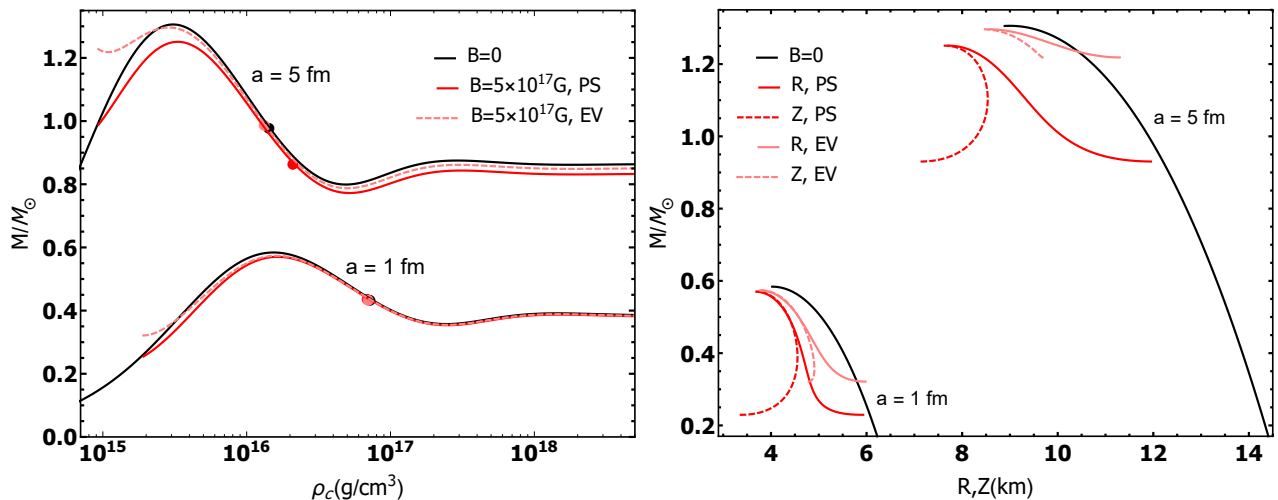 M/M⊙
1.2
1.0
0.8
0.6
0.4
0.2
0.0
a = 5 fm
B=0
B=5×10¹⁷G, PS
B=5×10¹⁷G, EV
a = 1 fm
10¹⁵
10¹⁶
10¹⁷
10¹⁸
ρc(g/cm³)
M/M⊙
1.2
1.0
0.8
0.6
0.4
0.2
B=0
R, PS
Z, PS
R, EV
Z, EV
a = 5 fm
a = 1 fm
4
6
8
10
12
14
R,Z(km)